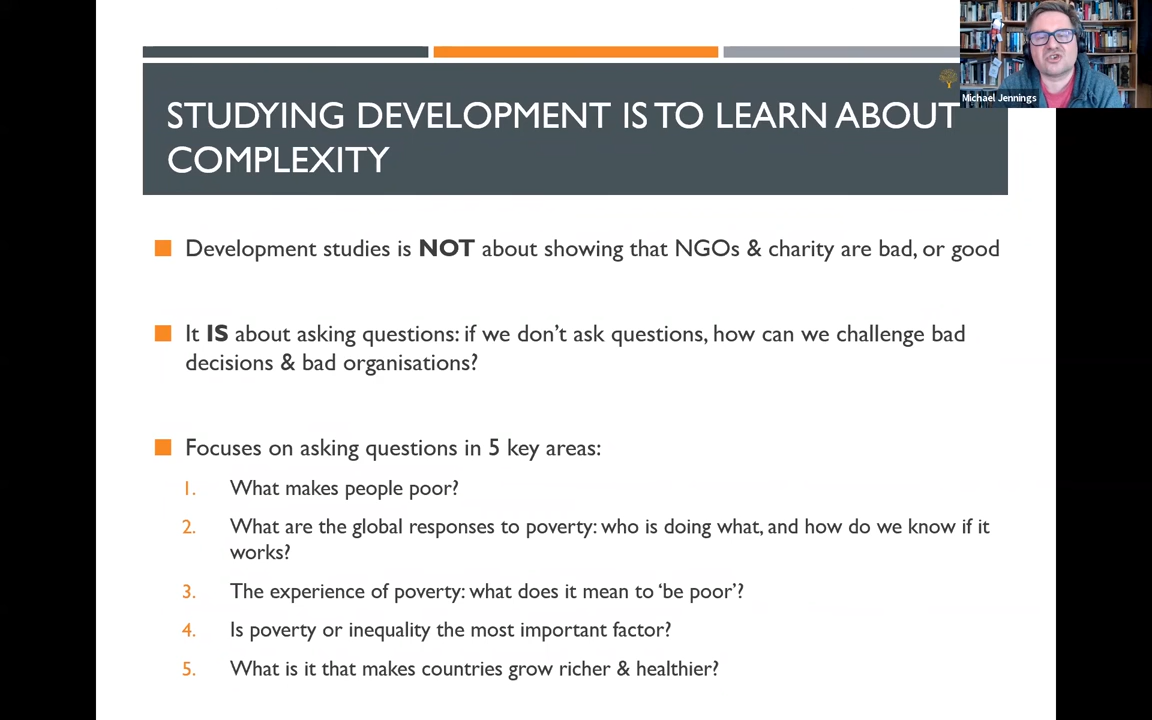 STUDYING DEVELOPMENT IS TO LEARN ABOUT
COMPLEXITY
Michael Jennings
Development studies is NOT about showing that NGOs & charity are bad, or good
It IS about asking questions: if we don’t ask questions, how can we challenge bad
decisions & bad organisations?
Focuses on asking questions in 5 key areas:
1. What makes people poor?
2. What are the global responses to poverty: who is doing what, and how do we know if it
works?
3. The experience of poverty: what does it mean to ‘be poor’?
4. Is poverty or inequality the most important factor?
5. What is it that makes countries grow richer & healthier?